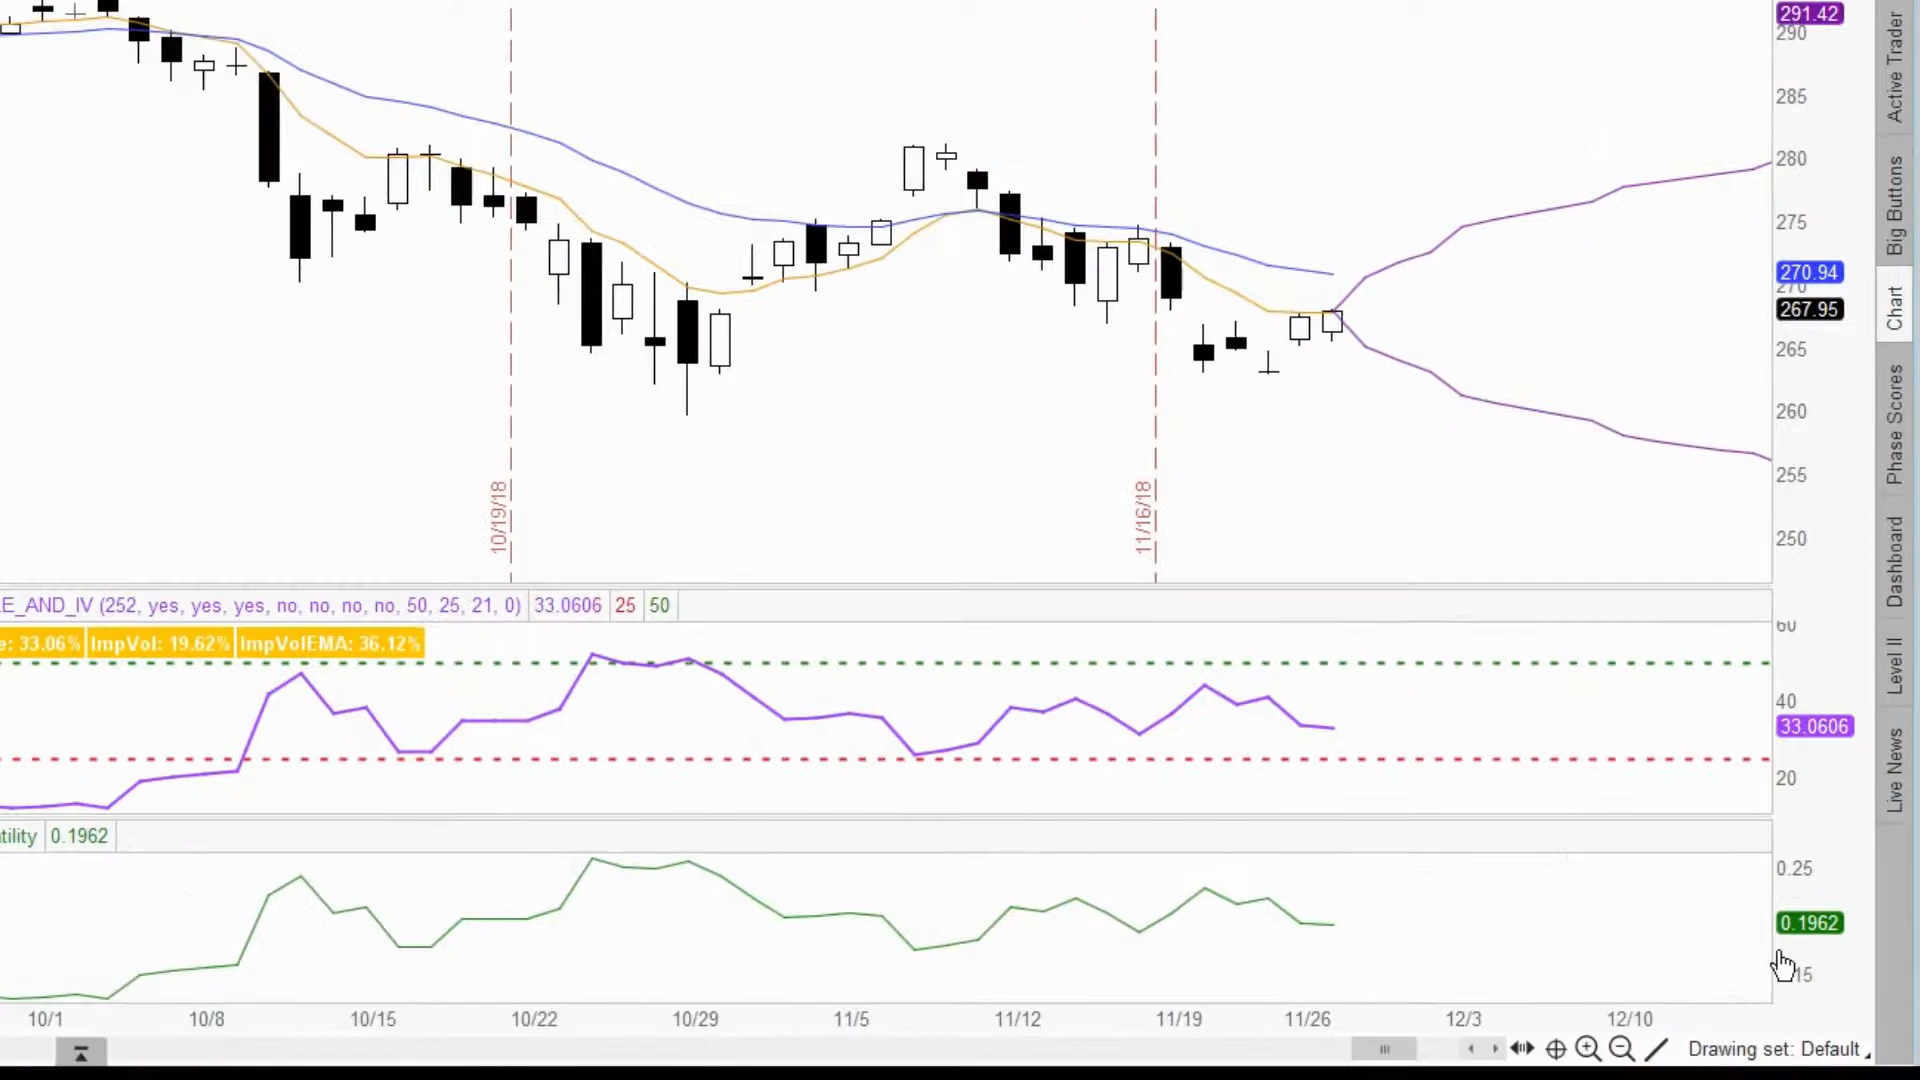 291.42
290
285
280
275
270.94
270
267.95
265
260
255
250
10/19/18
11/16/18
E_AND_IV (252, yes, yes, yes, no, no, no, no, 50, 25, 21, 0) 33.0606 25 50
e: 33.06% ImpVol: 19.62% ImpVolEMA: 36.12%
60
40
33.0606
20
tility 0.1962
0.25
0.1962
15
10/1 10/8 10/15 10/22 10/29 11/5 11/12 11/19 11/26 12/3 12/10
Drawing set: Default
Active Trader
Big Buttons
Chart
Phase Scores
Dashboard
Level II
Live News